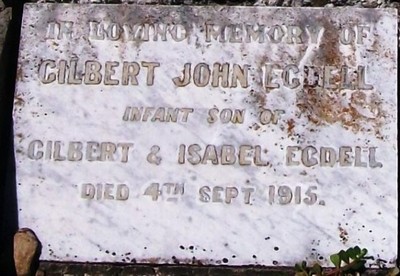 IN LOVING MEMORY OF
GILBERT JOHN EGDELL
INFANT SON OF
GILBERT & ISABEL EGDELL
DIED 4TH SEPT. 1915.